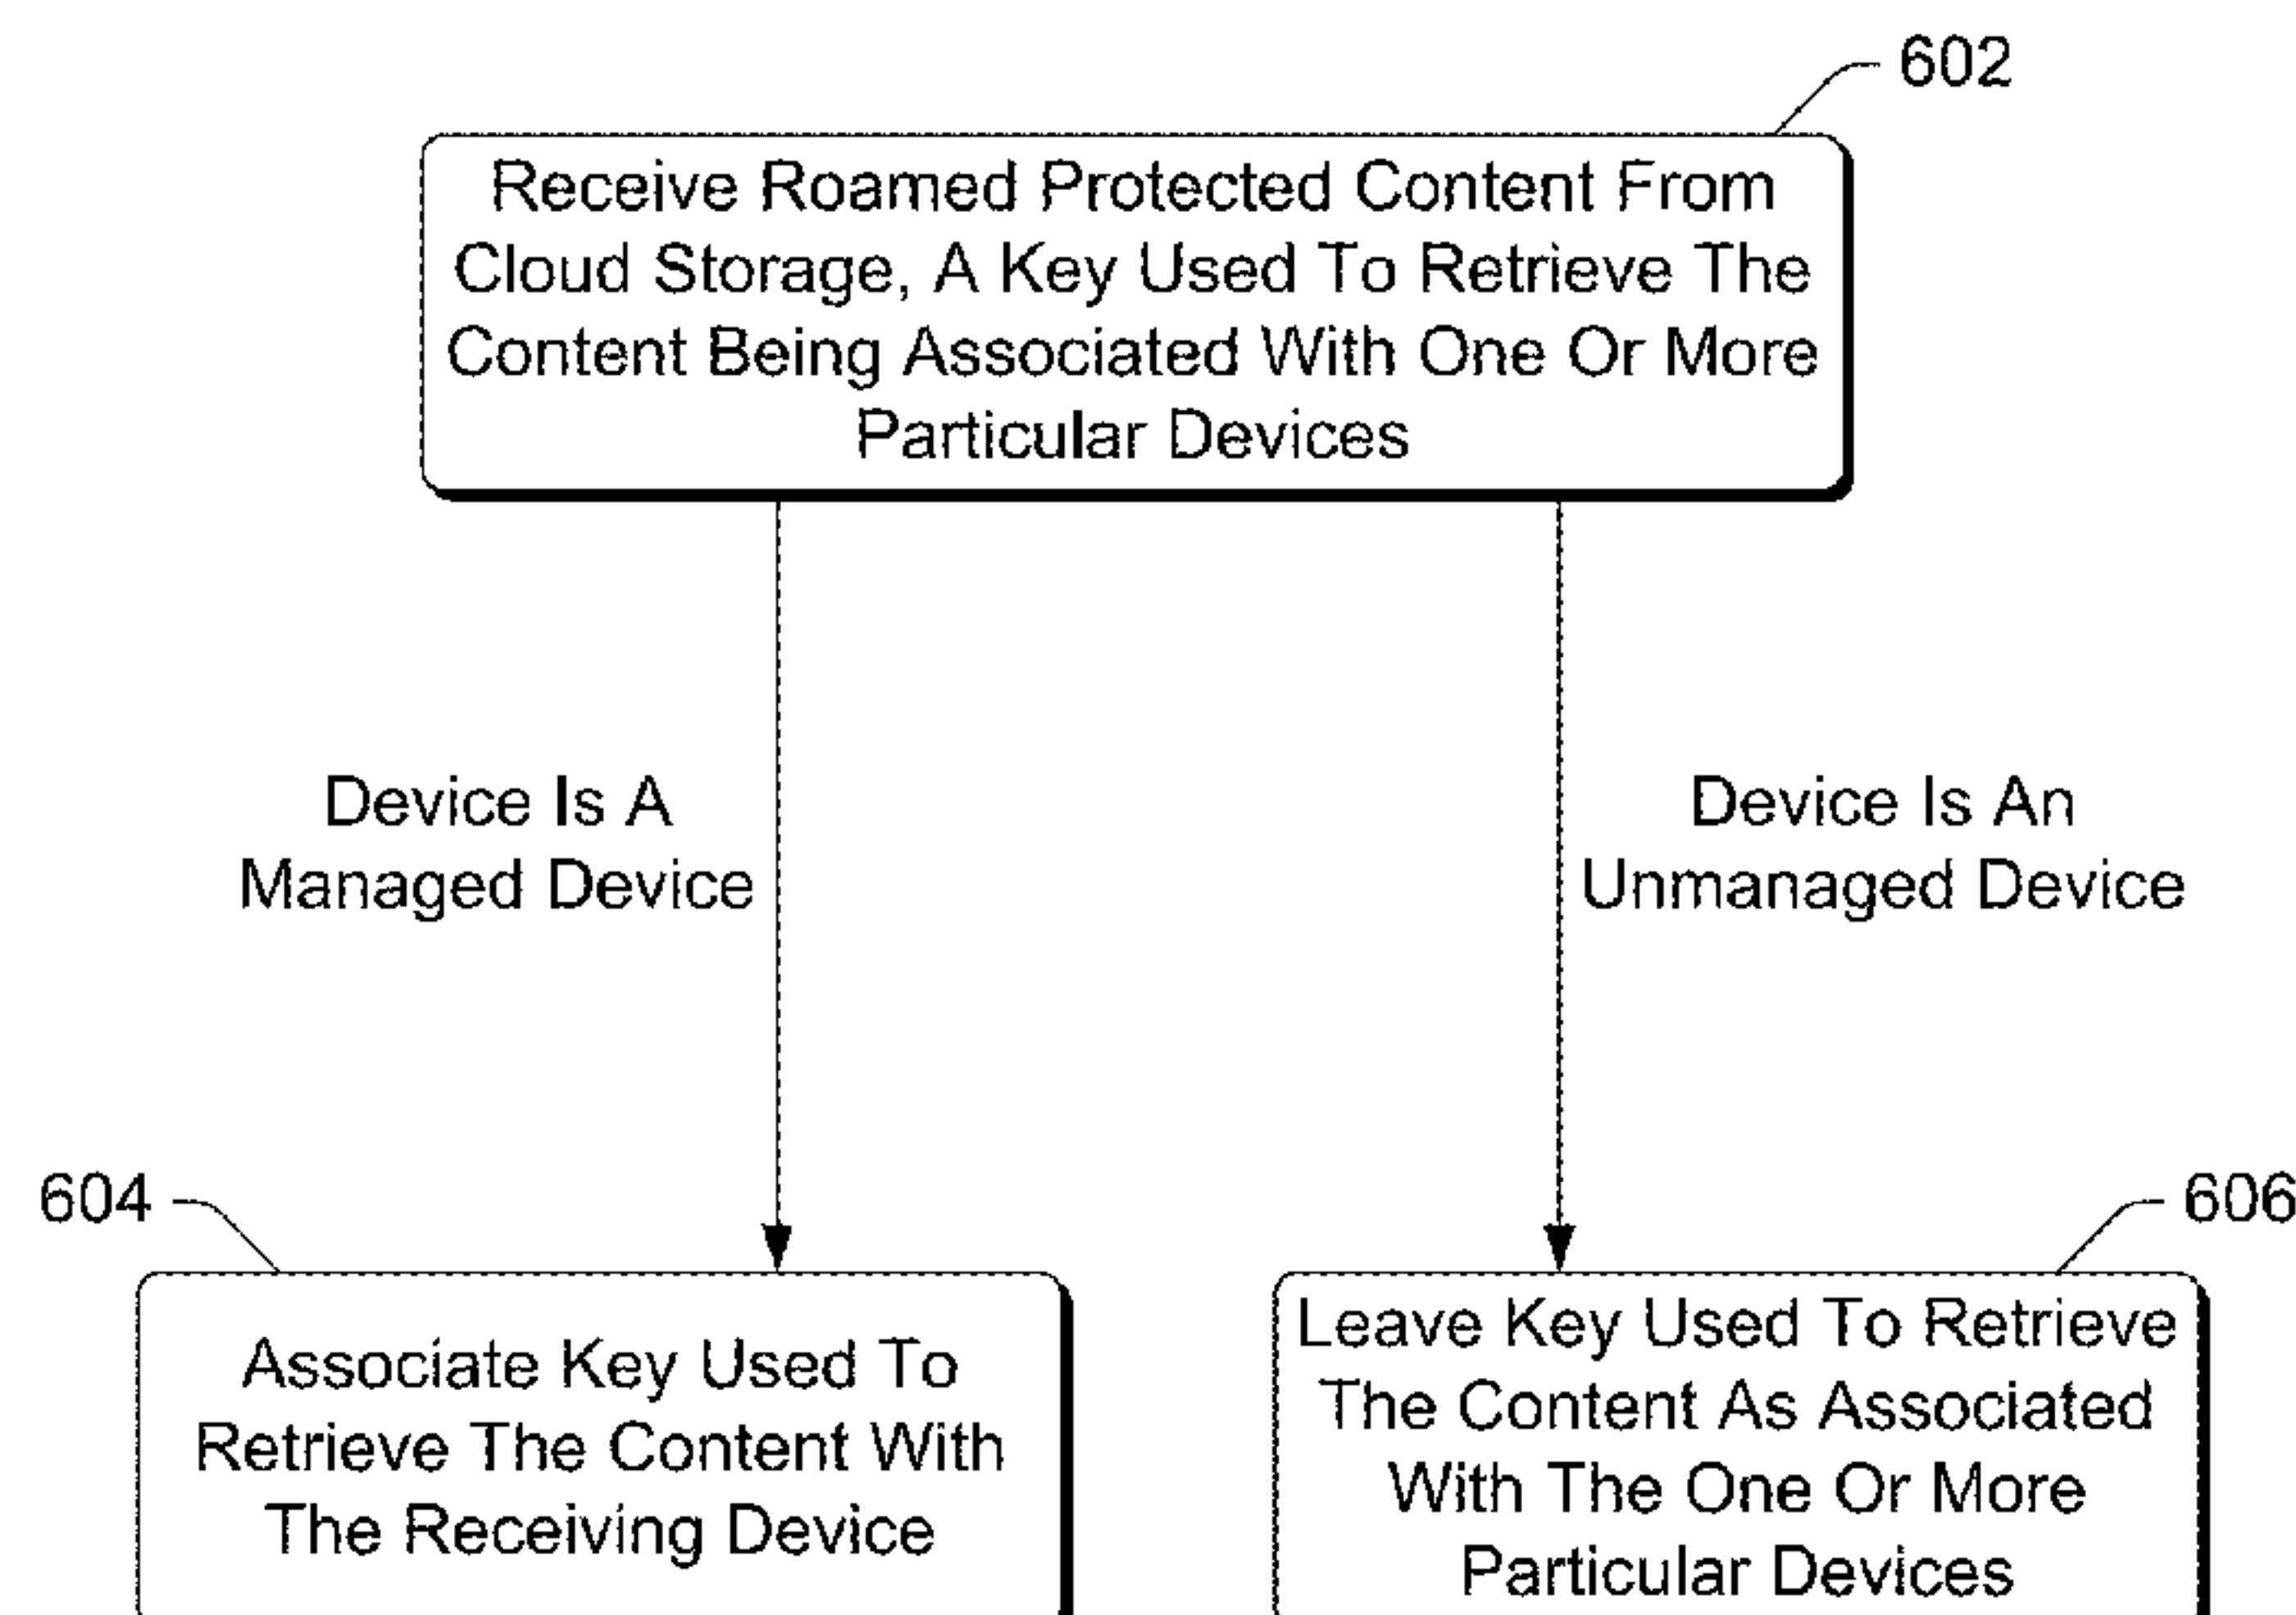 602
Receive Roamed Protected Content From
Cloud Storage, A Key Used To Retrieve The
Content Being Associated With One Or More
Particular Devices
Device Is A
Managed Device
Device Is An
Unmanaged Device
604
606
Associate Key Used To
Retrieve The Content With
The Receiving Device
Leave Key Used To Retrieve
The Content As Associated
With The One Or More
Particular Devices